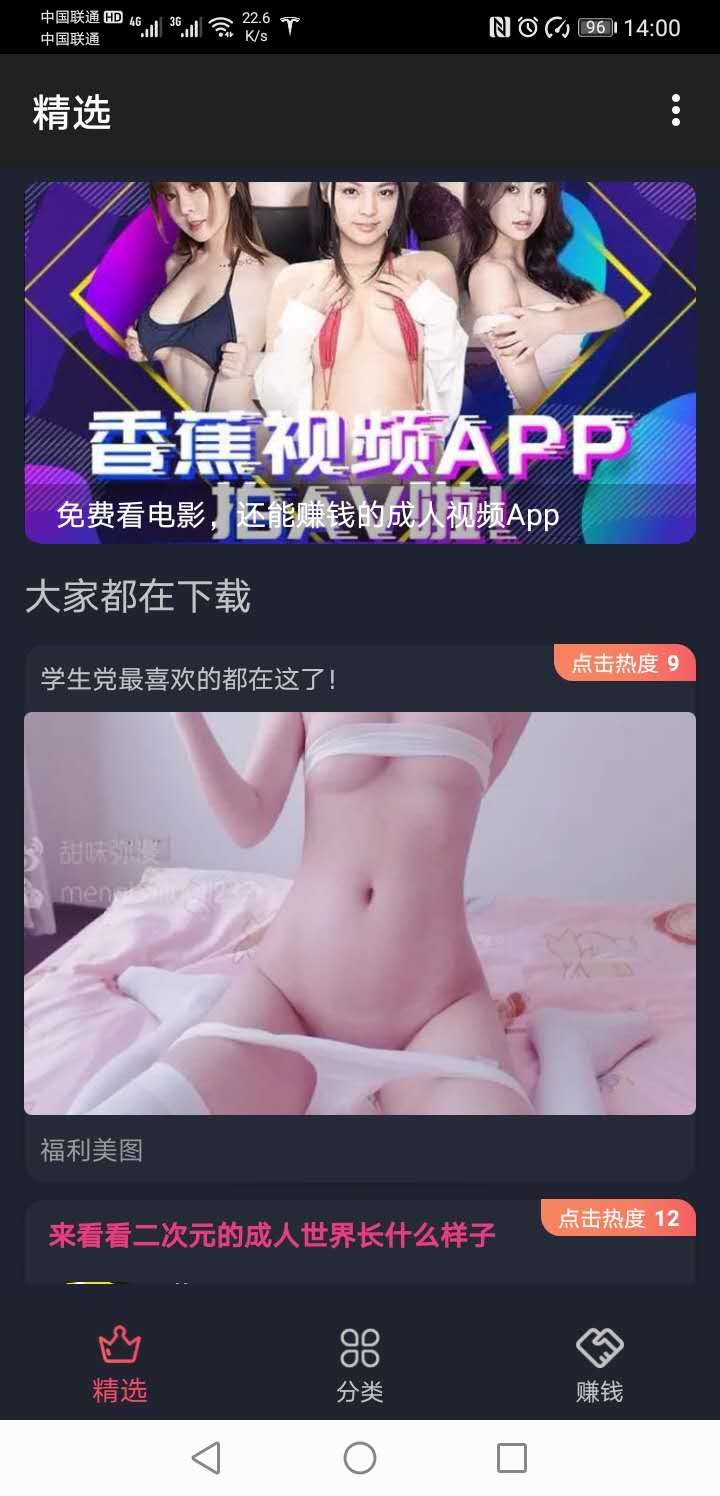 中国联通 HD 4G 3G 22.6 K/s 96 14:00
中国联通
精选
香蕉视频APP
免费看电影，还能赚钱的成人视频App
大家都在下载
点击热度 9
学生党最喜欢的都在这了！
甜味弥漫
福利美图
点击热度 12
来看看二次元的成人世界长什么样子
精选
分类
赚钱